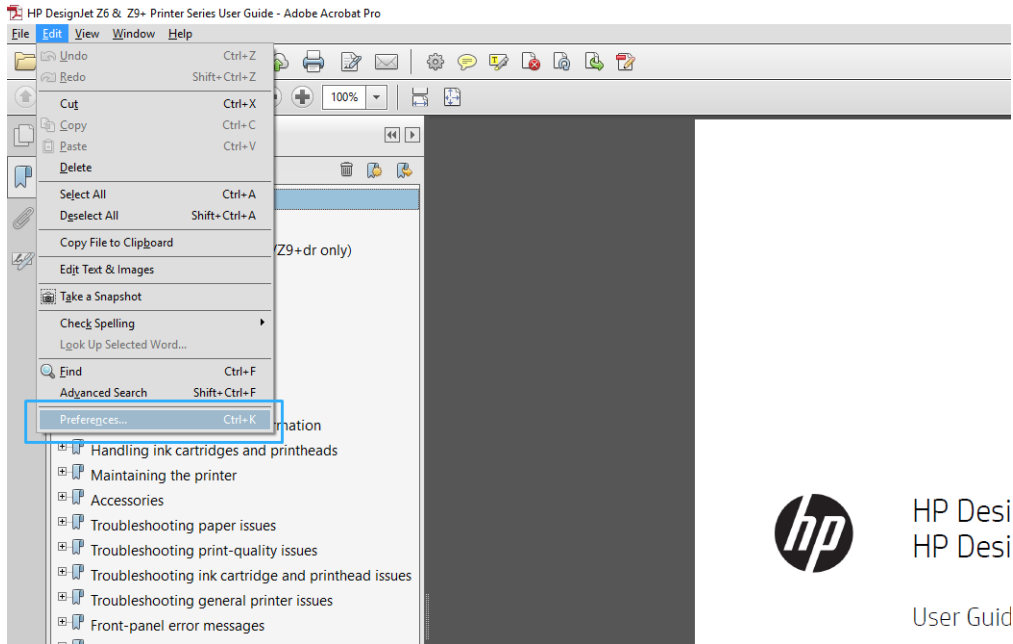 HP DesignJet Z6 & Z9+ Printer Series User Guide - Adobe Acrobat Pro
File Edit View Window Help
Undo Ctrl+Z
Redo Shift+Ctrl+Z
100%
Cut Ctrl+X
Copy Ctrl+C
Paste Ctrl+V
Delete
Select All Ctrl+A
Deselect All Shift+Ctrl+A
Copy File to Clipboard
/Z9+dr only)
Edit Text & Images
Take a Snapshot
Check Spelling
Look Up Selected Word...
Find Ctrl+F
Advanced Search Shift+Ctrl+F
Preferences... Ctrl+K
Handling ink cartridges and printheads
Maintaining the printer
Accessories
Troubleshooting paper issues
Troubleshooting print-quality issues
Troubleshooting ink cartridge and printhead issues
Troubleshooting general printer issues
Front-panel error messages
hp
HP Desi
HP Desi
User Guid